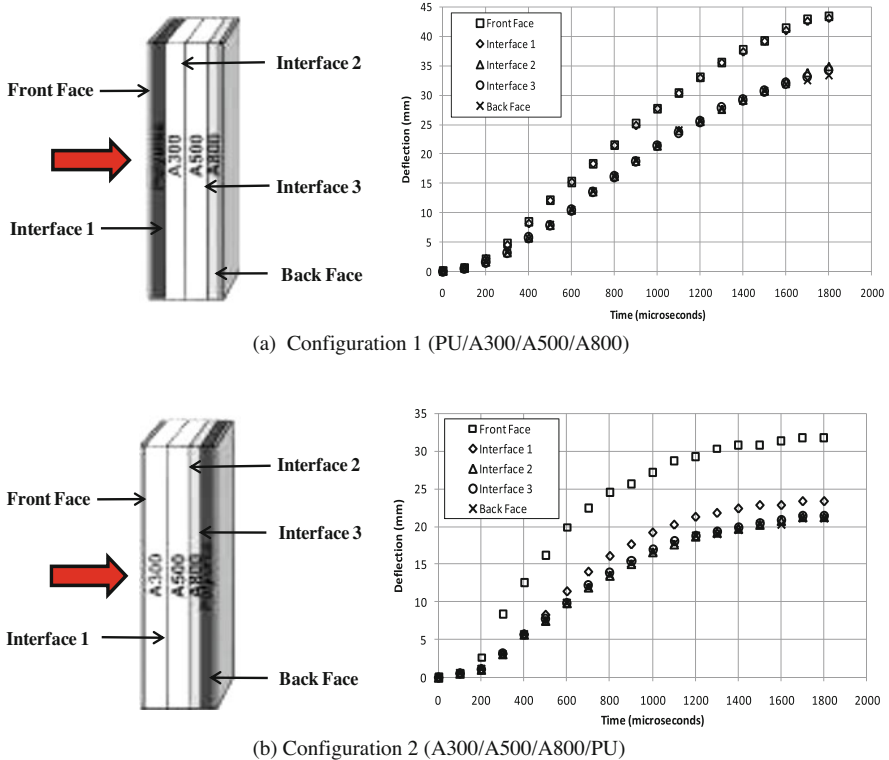 Front Face
Interface 2
Interface 3
Interface 1
Back Face
A300
A500
A800
Deflection (mm)
45
40
35
30
25
20
15
10
5
0
Front Face
Interface 1
Interface 2
Interface 3
Back Face
0 200 400 600 800 1000 1200 1400 1600 1800 2000
Time (microseconds)
(a) Configuration 1 (PU/A300/A500/A800)
Front Face
Interface 2
Interface 3
Interface 1
Back Face
A300
A500
A800
Deflection (mm)
35
30
25
20
15
10
5
0
Front Face
Interface 1
Interface 2
Interface 3
Back Face
0 200 400 600 800 1000 1200 1400 1600 1800 2000
Time (microseconds)
(b) Configuration 2 (A300/A500/A800/PU)